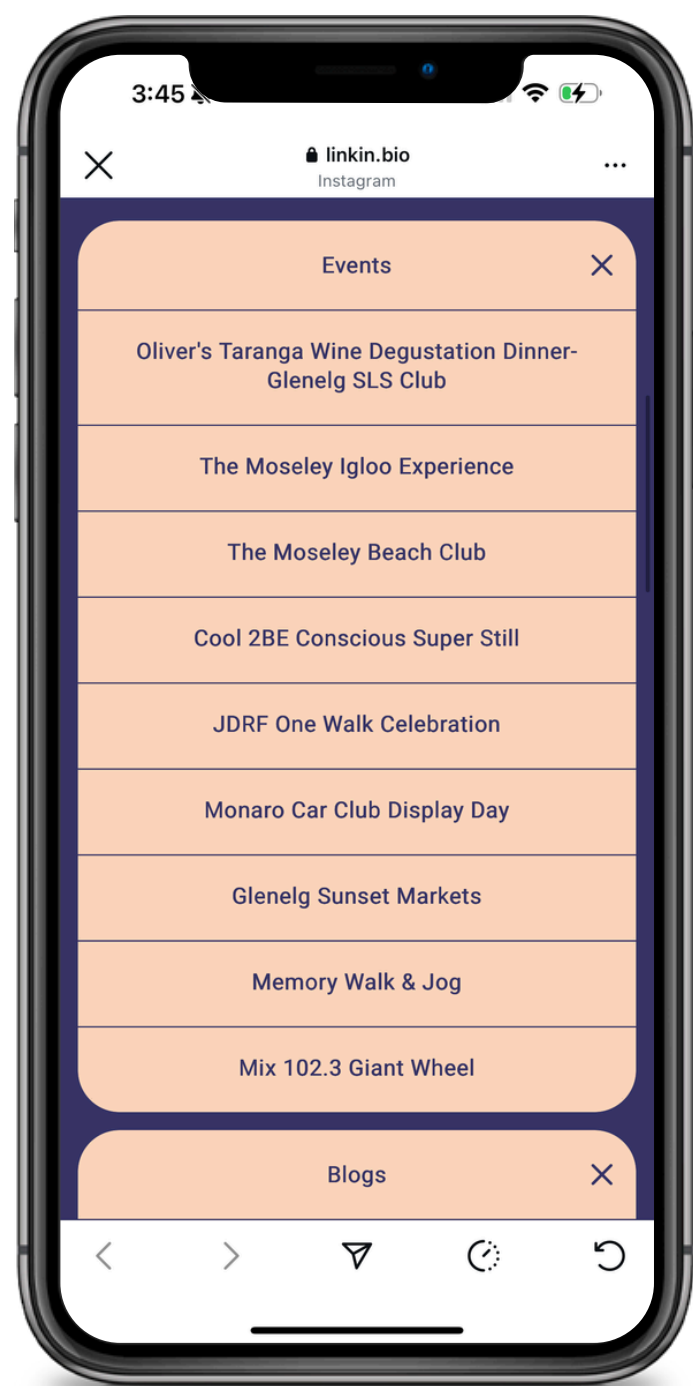 3:45
linkin.bio
Instagram
Events
Oliver's Taranga Wine Degustation Dinner-
Glenelg SLS Club
The Moseley Igloo Experience
The Moseley Beach Club
Cool 2BE Conscious Super Still
JDRF One Walk Celebration
Monaro Car Club Display Day
Glenelg Sunset Markets
Memory Walk & Jog
Mix 102.3 Giant Wheel
Blogs